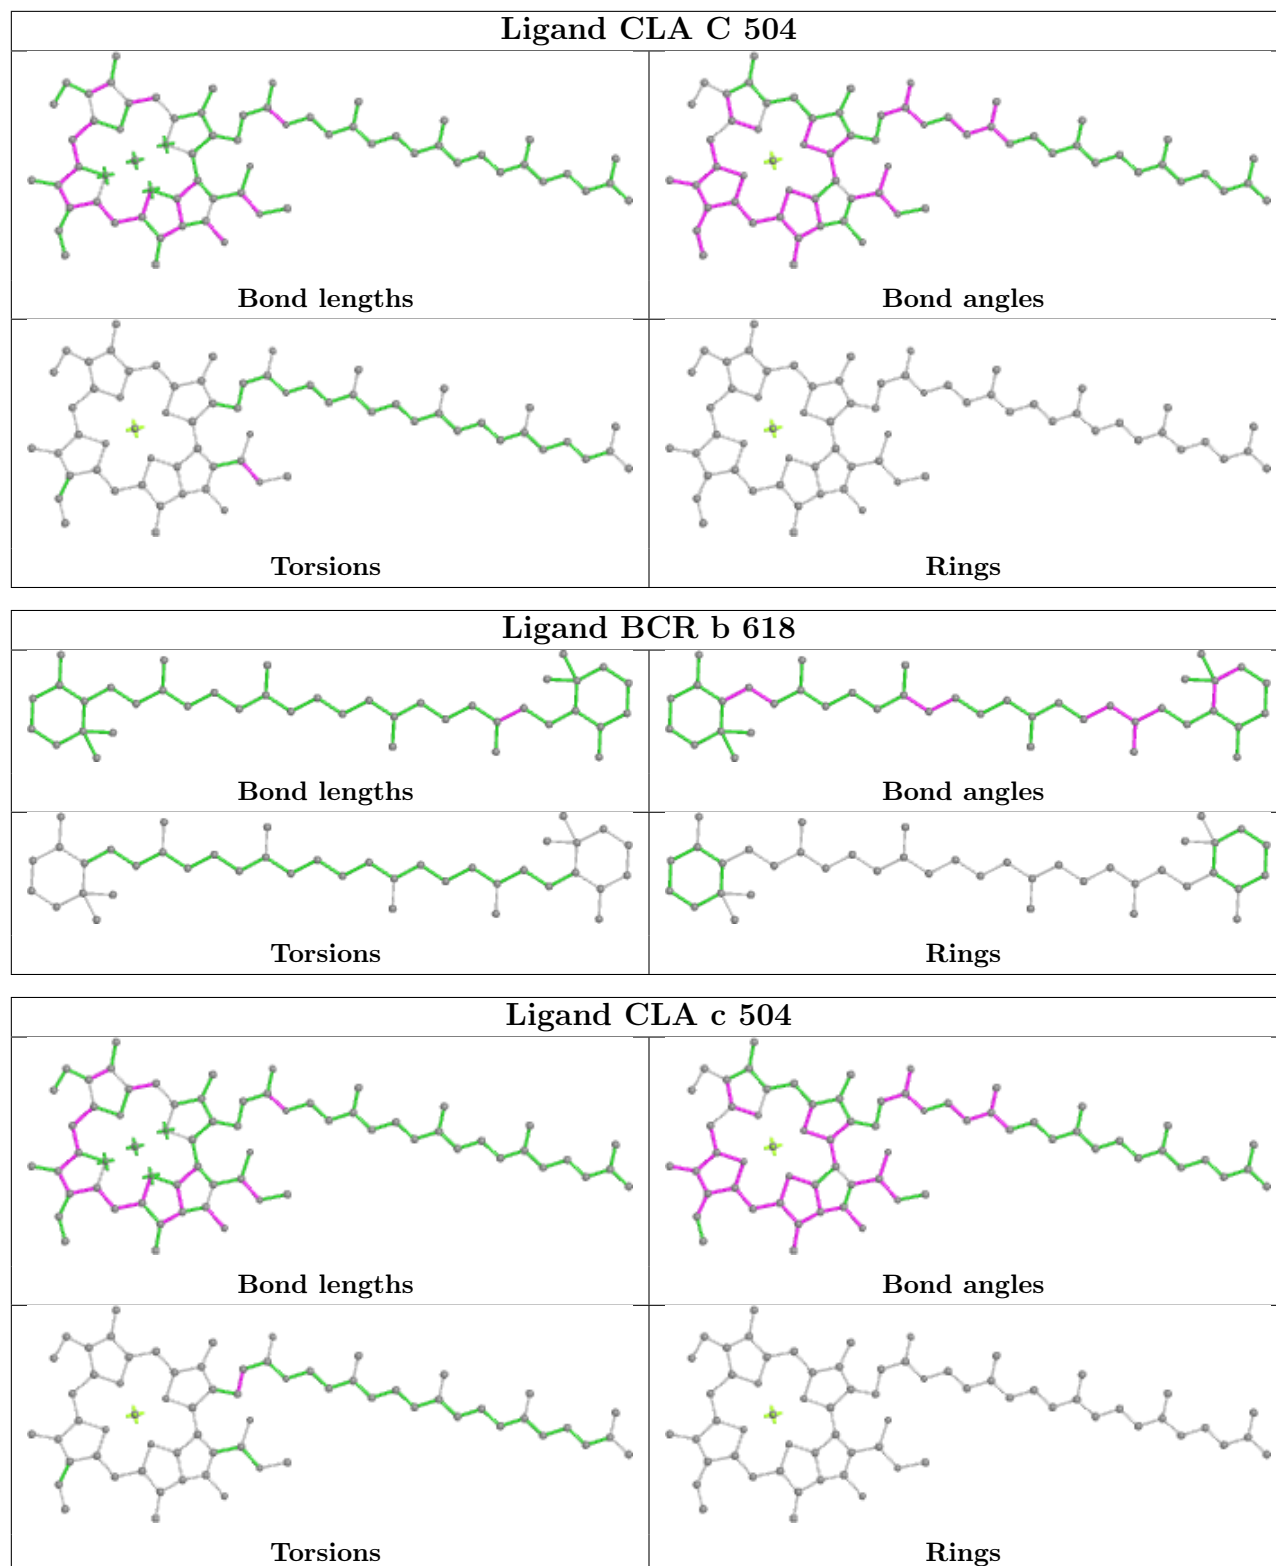 Ligand CLA C 504
Bond lengths
Bond angles
Torsions
Rings
Ligand BCR b 618
Bond lengths
Bond angles
Torsions
Rings
Ligand CLA c 504
Bond lengths
Bond angles
Torsions
Rings